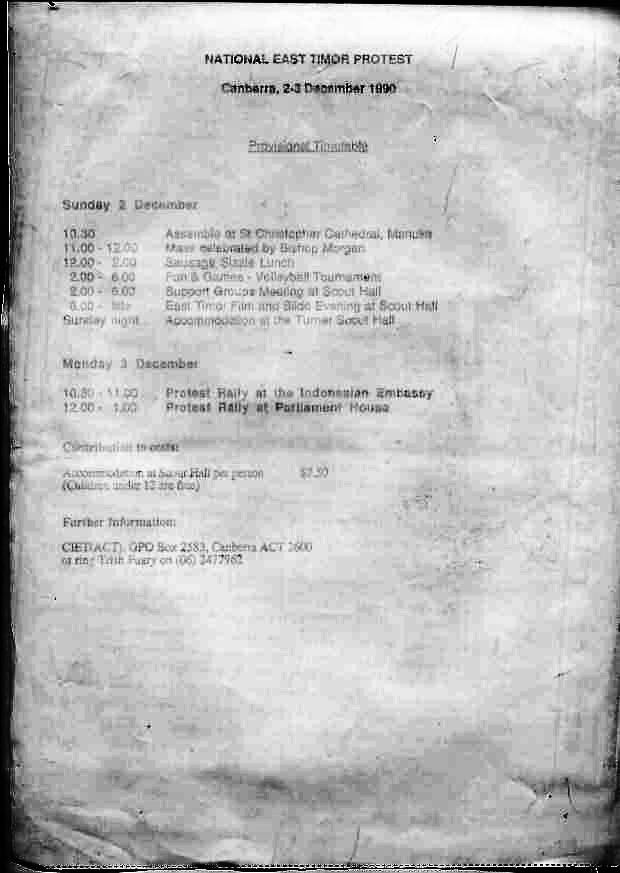 NATIONAL EAST TIMOR PROTEST
Canberra, 2-3 December 1990
Provisional Timetable
Sunday 2 December
10.30 Assemble at St Christopher Cathedral, Manuka
11.00 - 12.00 Mass celebrated by Bishop Morgan
12.00 - 2.00 Sausage Sizzle Lunch
2.00 - 6.00 Fun & Games - Volleyball Tournament
2.00 - 6.00 Support Groups Meeting at Scout Hall
6.00 - late East Timor Film and Slide Evening at Scout Hall
Sunday night Accommodation at the Turner Scout Hall
Monday 3 December
10.30 - 11.00 Protest Rally at the Indonesian Embassy
12.00 - 1.00 Protest Rally at Parliament House
Contribution to costs:
Accommodation at Scout Hall per person $7.50
(Children under 12 are free)
Further Information:
CIET(ACT), GPO Box 2583, Canberra ACT 2600
or ring on (06) 2477962